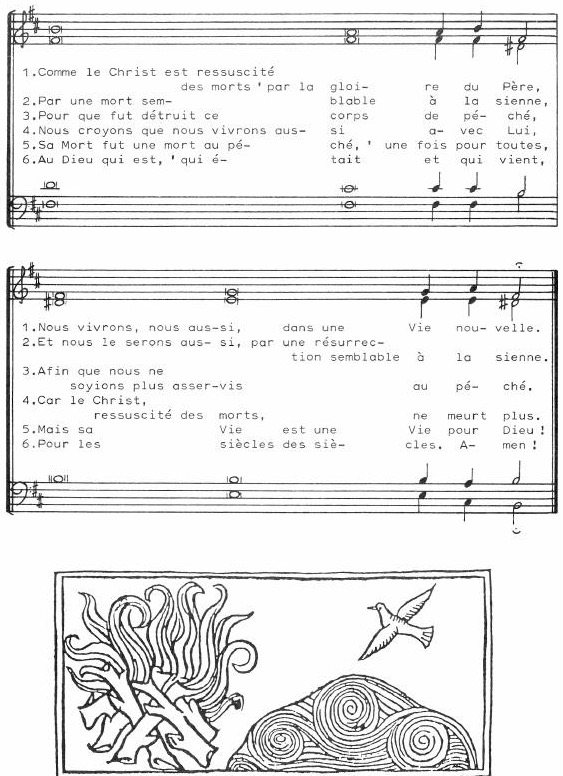 1.Comme le Christ est ressuscité
des morts ' par la gloi- re du Père,
2.Par une mort sem- blable à la sienne,
3.Pour que fut détruit ce corps de pé- ché,
4.Nous croyons que nous vivrons aus- si a- vec Lui,
5.Sa Mort fut une mort au pé- ché, ' une fois pour toutes,
6.Au Dieu qui est, ' qui é- tait et qui vient,
1.Nous vivrons, nous aus-si, dans une Vie nou- velle.
2.Et nous le serons aus- si, par une résurrec-
tion semblable à la sienne.
3.Afin que nous ne
soyions plus asser-vis au pé- ché.
4.Car le Christ,
ressuscité des morts, ne meurt plus.
5.Mais sa Vie est une Vie pour Dieu !
6.Pour les siècles des siè- cles. A- men !